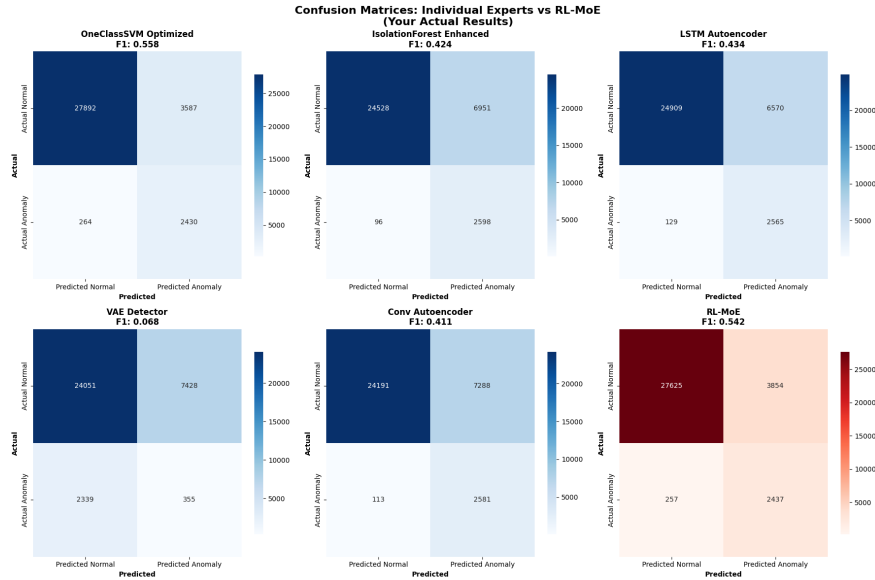 Confusion Matrices: Individual Experts vs RL-MoE
(Your Actual Results)
OneClassSVM Optimized
F1: 0.558
Actual Normal
Actual Anomaly
Actual
27892
3587
264
2430
Predicted Normal
Predicted Anomaly
Predicted
25000
20000
15000
10000
5000
IsolationForest Enhanced
F1: 0.424
Actual Normal
Actual Anomaly
Actual
24528
6951
96
2598
Predicted Normal
Predicted Anomaly
Predicted
20000
15000
10000
5000
LSTM Autoencoder
F1: 0.434
Actual Normal
Actual Anomaly
Actual
24909
6570
129
2565
Predicted Normal
Predicted Anomaly
Predicted
20000
15000
10000
5000
VAE Detector
F1: 0.068
Actual Normal
Actual Anomaly
Actual
24051
7428
2339
355
Predicted Normal
Predicted Anomaly
Predicted
20000
15000
10000
5000
Conv Autoencoder
F1: 0.411
Actual Normal
Actual Anomaly
Actual
24191
7288
113
2581
Predicted Normal
Predicted Anomaly
Predicted
20000
15000
10000
5000
RL-MoE
F1: 0.542
Actual Normal
Actual Anomaly
Actual
27625
3854
257
2437
Predicted Normal
Predicted Anomaly
Predicted
25000
20000
15000
10000
5000